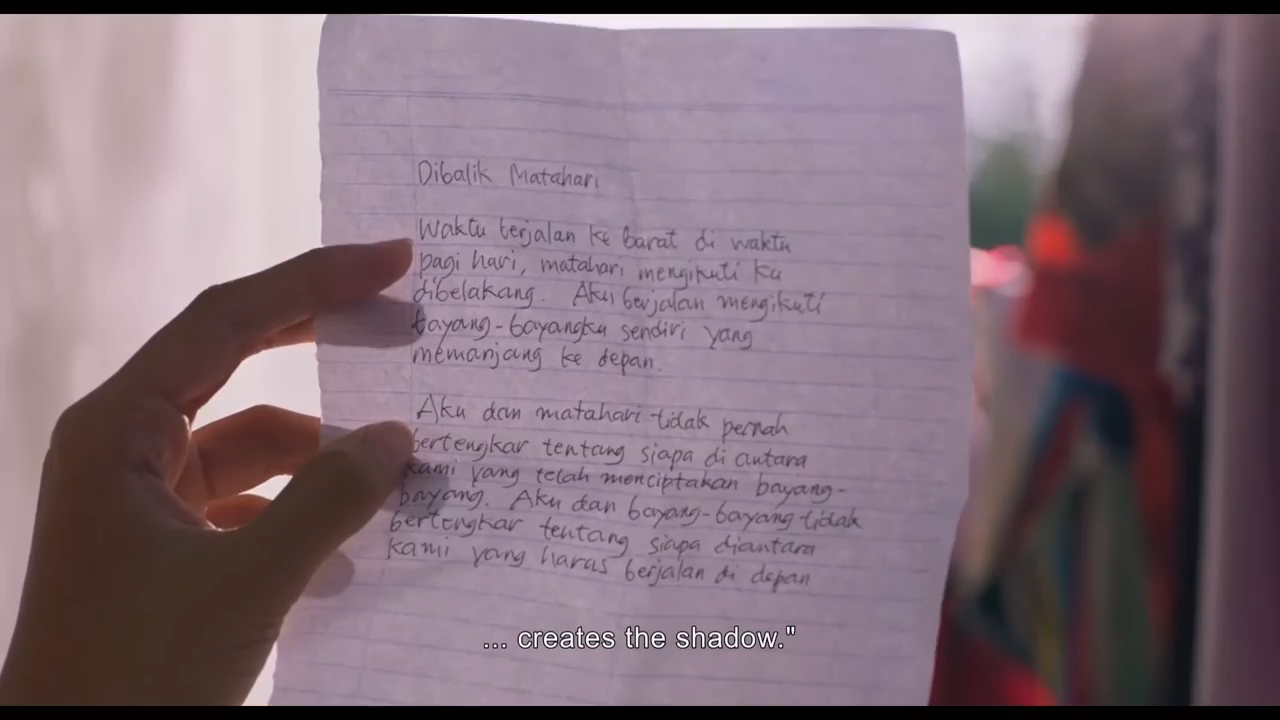 Dibalik Matahari
Waktu berjalan ke barat di waktu
pagi hari, matahari mengikuti ku
dibelakang. Aku berjalan mengikuti
bayang-bayangku sendiri yang
memanjang ke depan.
Aku dan matahari tidak pernah
bertengkar tentang siapa di antara
kami yang telah menciptakan bayang-
bayang. Aku dan bayang-bayang tidak
bertengkar tentang siapa diantara
kami yang harus berjalan di depan
... creates the shadow."